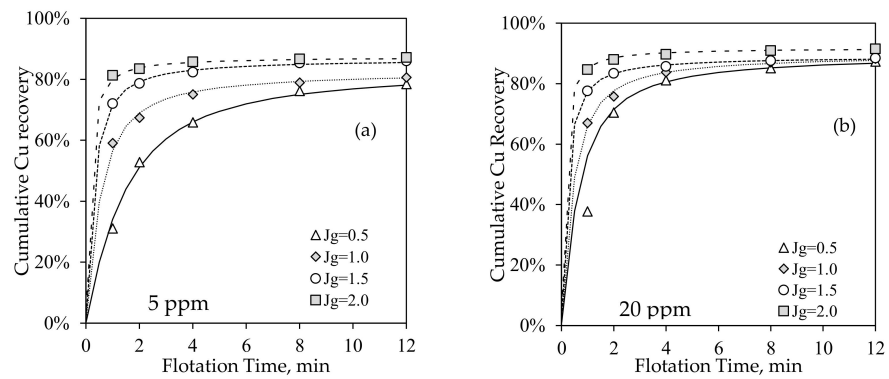 100%
80%
60%
40%
20%
0%
Cumulative Cu recovery
(a)
Jg=0.5
Jg=1.0
Jg=1.5
Jg=2.0
5 ppm
0 2 4 6 8 10 12
Flotation Time, min
100%
80%
60%
40%
20%
0%
Cumulative Cu Recovery
(b)
Jg=0.5
Jg=1.0
Jg=1.5
Jg=2.0
20 ppm
0 2 4 6 8 10 12
Flotation Time, min